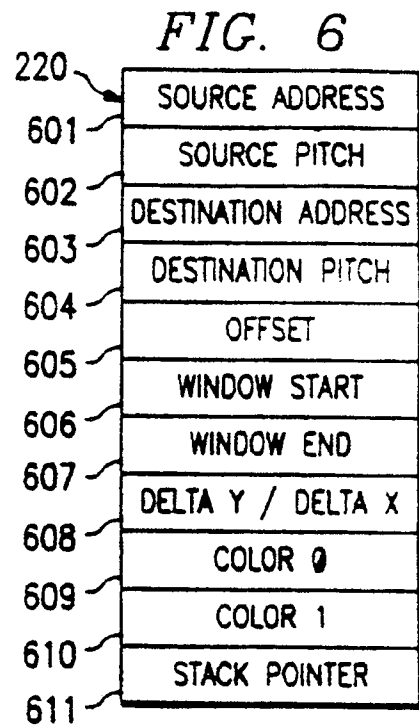 FIG. 6
220
SOURCE ADDRESS
601
SOURCE PITCH
602
DESTINATION ADDRESS
603
DESTINATION PITCH
604
OFFSET
605
WINDOW START
606
WINDOW END
607
DELTA Y / DELTA X
608
COLOR 0
609
COLOR 1
610
STACK POINTER
611